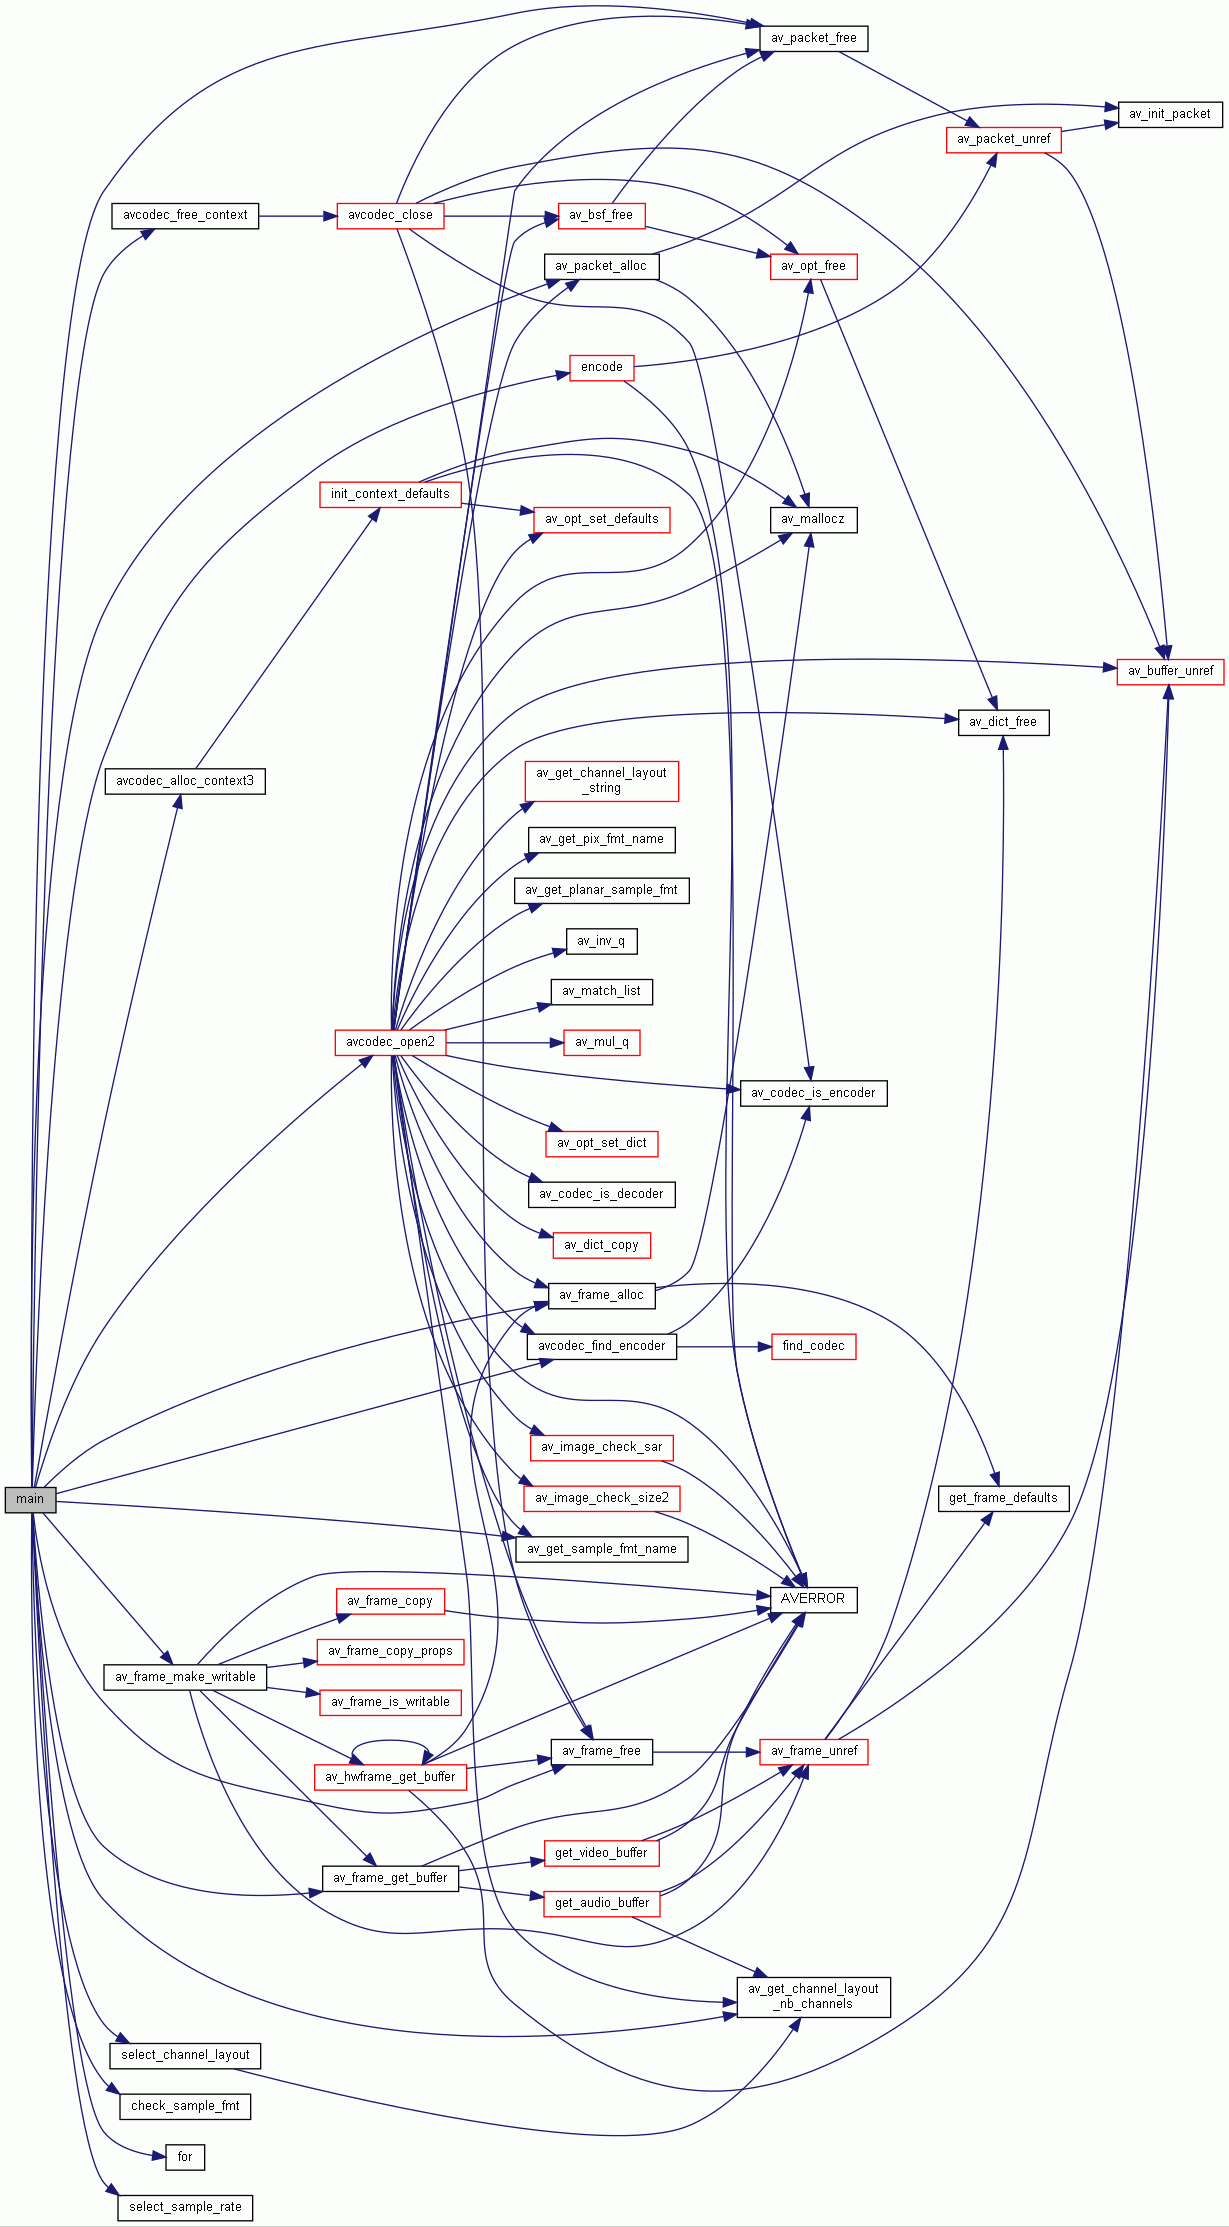 av_packet_free
av_init_packet
av_packet_unref
avcodec_free_context
avcodec_close
av_bsf_free
av_packet_alloc
av_opt_free
encode
init_context_defaults
av_opt_set_defaults
av_mallocz
av_buffer_unref
av_dict_free
avcodec_alloc_context3
av_get_channel_layout
_string
av_get_pix_fmt_name
av_get_planar_sample_fmt
av_inv_q
av_match_list
avcodec_open2
av_mul_q
av_codec_is_encoder
av_opt_set_dict
av_codec_is_decoder
av_dict_copy
av_frame_alloc
avcodec_find_encoder
find_codec
av_image_check_sar
main
av_image_check_size2
get_frame_defaults
av_get_sample_fmt_name
av_frame_copy
AVERROR
av_frame_copy_props
av_frame_make_writable
av_frame_is_writable
av_frame_free
av_frame_unref
av_hwframe_get_buffer
get_video_buffer
av_frame_get_buffer
get_audio_buffer
av_get_channel_layout
_nb_channels
select_channel_layout
check_sample_fmt
for
select_sample_rate